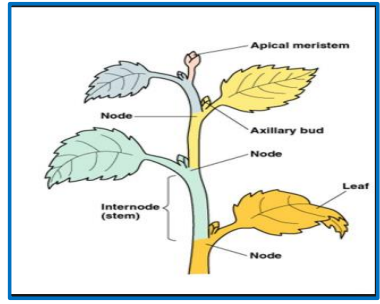 Apical meristem
Node
Axillary bud
Node
Leaf
Internode
(stem)
Node